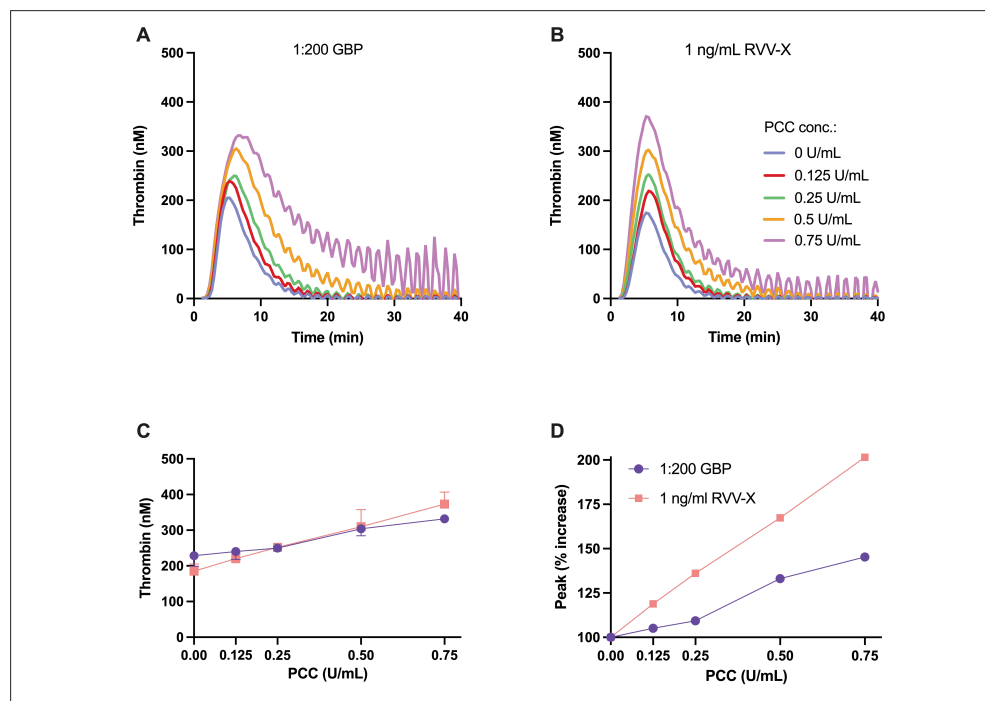 A
1:200 GBP
500
400
300
200
100
0
Thrombin (nM)
0
10
20
30
40
Time (min)
B
1 ng/mL RVV-X
500
400
300
200
100
0
Thrombin (nM)
0
10
20
30
40
Time (min)
PCC conc.:
0 U/mL
0.125 U/mL
0.25 U/mL
0.5 U/mL
0.75 U/mL
C
500
400
300
200
100
0
Thrombin (nM)
0.00
0.125
0.25
0.50
0.75
PCC (U/mL)
D
200
175
150
125
100
Peak (% increase)
1:200 GBP
1 ng/ml RVV-X
0.00
0.125
0.25
0.50
0.75
PCC (U/mL)